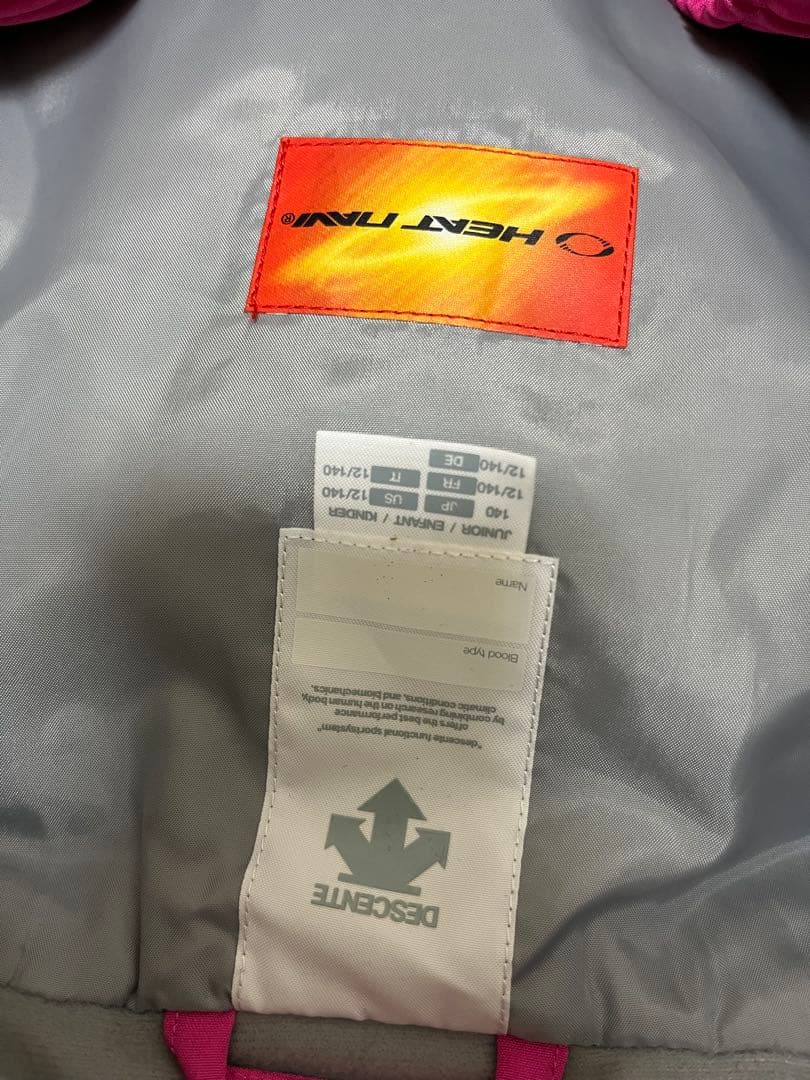 DESCENTE
"descente functional sportsystem"
offers the best performance
by combining research on the human body,
climatic conditions, and biomechanics.
Blood type
Name
JUNIOR / ENFANT / KINDER
140 JP US 12/140
12/140 FR IT 12/140
12/140 DE
HEAT NAVI®